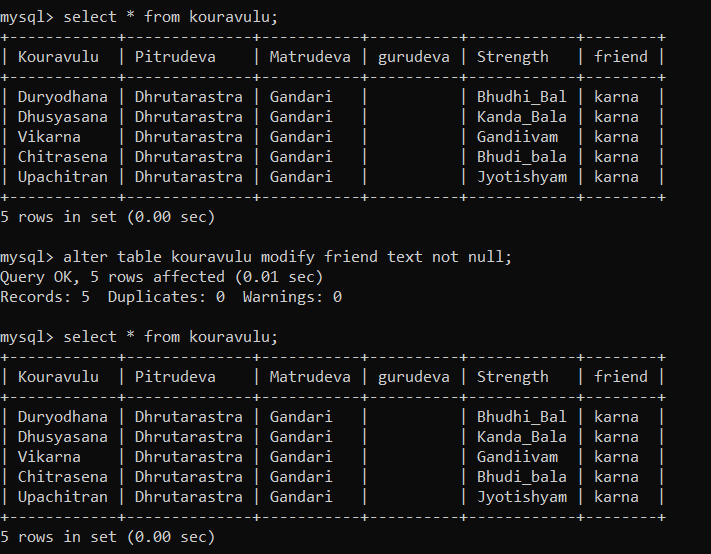 mysql> select * from kouravulu;
+------------+-------------+-----------+----------+------------+--------+
| Kouravulu  | Pitrudeva   | Matrudeva | gurudeva | Strength   | friend |
+------------+-------------+-----------+----------+------------+--------+
| Duryodhana | Dhrutarastra | Gandari   |          | Bhudhi_Bal | karna  |
| Dhusyasana | Dhrutarastra | Gandari   |          | Kanda_Bala | karna  |
| Vikarna    | Dhrutarastra | Gandari   |          | Gandiivam  | karna  |
| Chitrasena | Dhrutarastra | Gandari   |          | Bhudi_bala | karna  |
| Upachitran | Dhrutarastra | Gandari   |          | Jyotishyam | karna  |
+------------+-------------+-----------+----------+------------+--------+
5 rows in set (0.00 sec)
mysql> alter table kouravulu modify friend text not null;
Query OK, 5 rows affected (0.01 sec)
Records: 5  Duplicates: 0  Warnings: 0
mysql> select * from kouravulu;
+------------+-------------+-----------+----------+------------+--------+
| Kouravulu  | Pitrudeva   | Matrudeva | gurudeva | Strength   | friend |
+------------+-------------+-----------+----------+------------+--------+
| Duryodhana | Dhrutarastra | Gandari   |          | Bhudhi_Bal | karna  |
| Dhusyasana | Dhrutarastra | Gandari   |          | Kanda_Bala | karna  |
| Vikarna    | Dhrutarastra | Gandari   |          | Gandiivam  | karna  |
| Chitrasena | Dhrutarastra | Gandari   |          | Bhudi_bala | karna  |
| Upachitran | Dhrutarastra | Gandari   |          | Jyotishyam | karna  |
+------------+-------------+-----------+----------+------------+--------+
5 rows in set (0.00 sec)